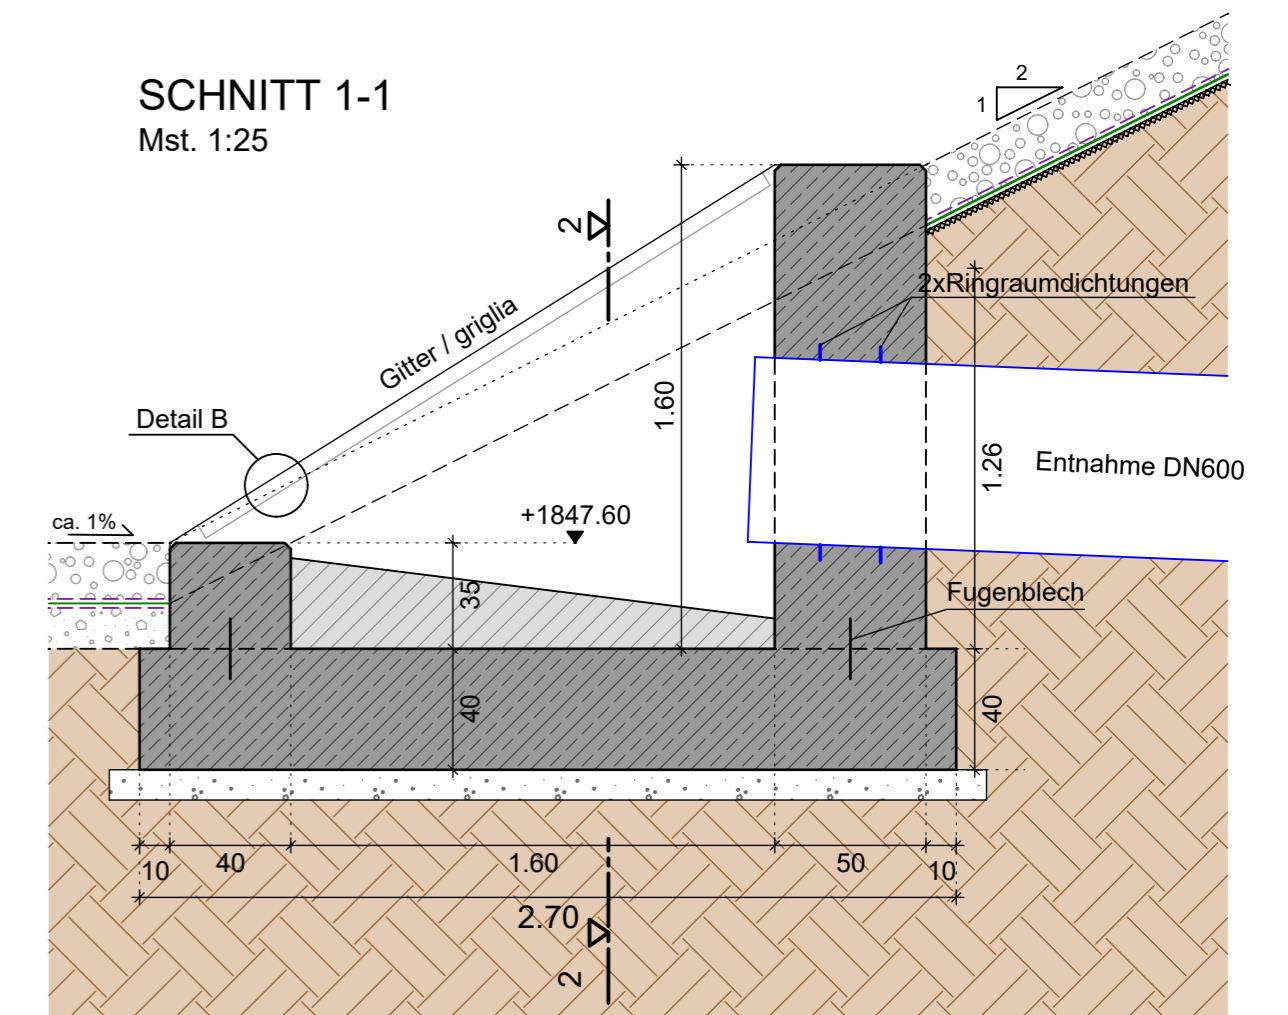 SCHNITT 1-1
Mst. 1:25
2
1
2
2xRingraumdichtungen
Gitter / griglia
Detail B
1.60
1.26
Entnahme DN600
ca. 1%
+1847.60
35
Fugenblech
40
40
10
40
1.60
50
10
2.70
2